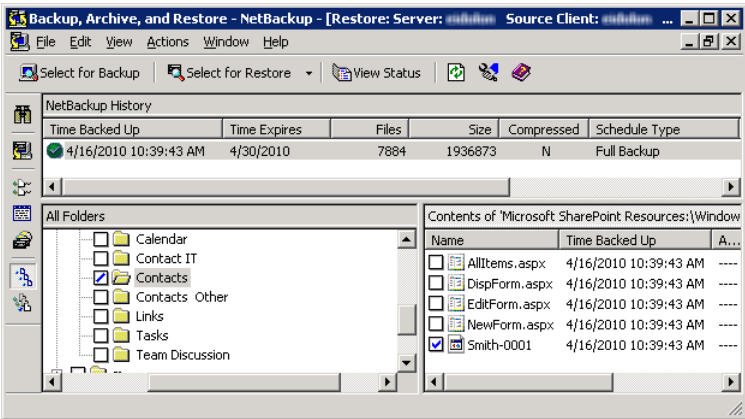 Backup, Archive, and Restore - NetBackup - [Restore: Server: Source Client: ...
File Edit View Actions Window Help
Select for Backup Select for Restore View Status
NetBackup History
Time Backed Up Time Expires Files Size Compressed Schedule Type
4/16/2010 10:39:43 AM 4/30/2010 7884 1936873 N Full Backup
All Folders
Calendar
Contact IT
Contacts
Contacts Other
Links
Tasks
Team Discussion
Contents of 'Microsoft SharePoint Resources:\Window
Name Time Backed Up A...
AllItems.aspx 4/16/2010 10:39:43 AM ----
DispForm.aspx 4/16/2010 10:39:43 AM ----
EditForm.aspx 4/16/2010 10:39:43 AM ----
NewForm.aspx 4/16/2010 10:39:43 AM ----
Smith-0001 4/16/2010 10:39:43 AM ----